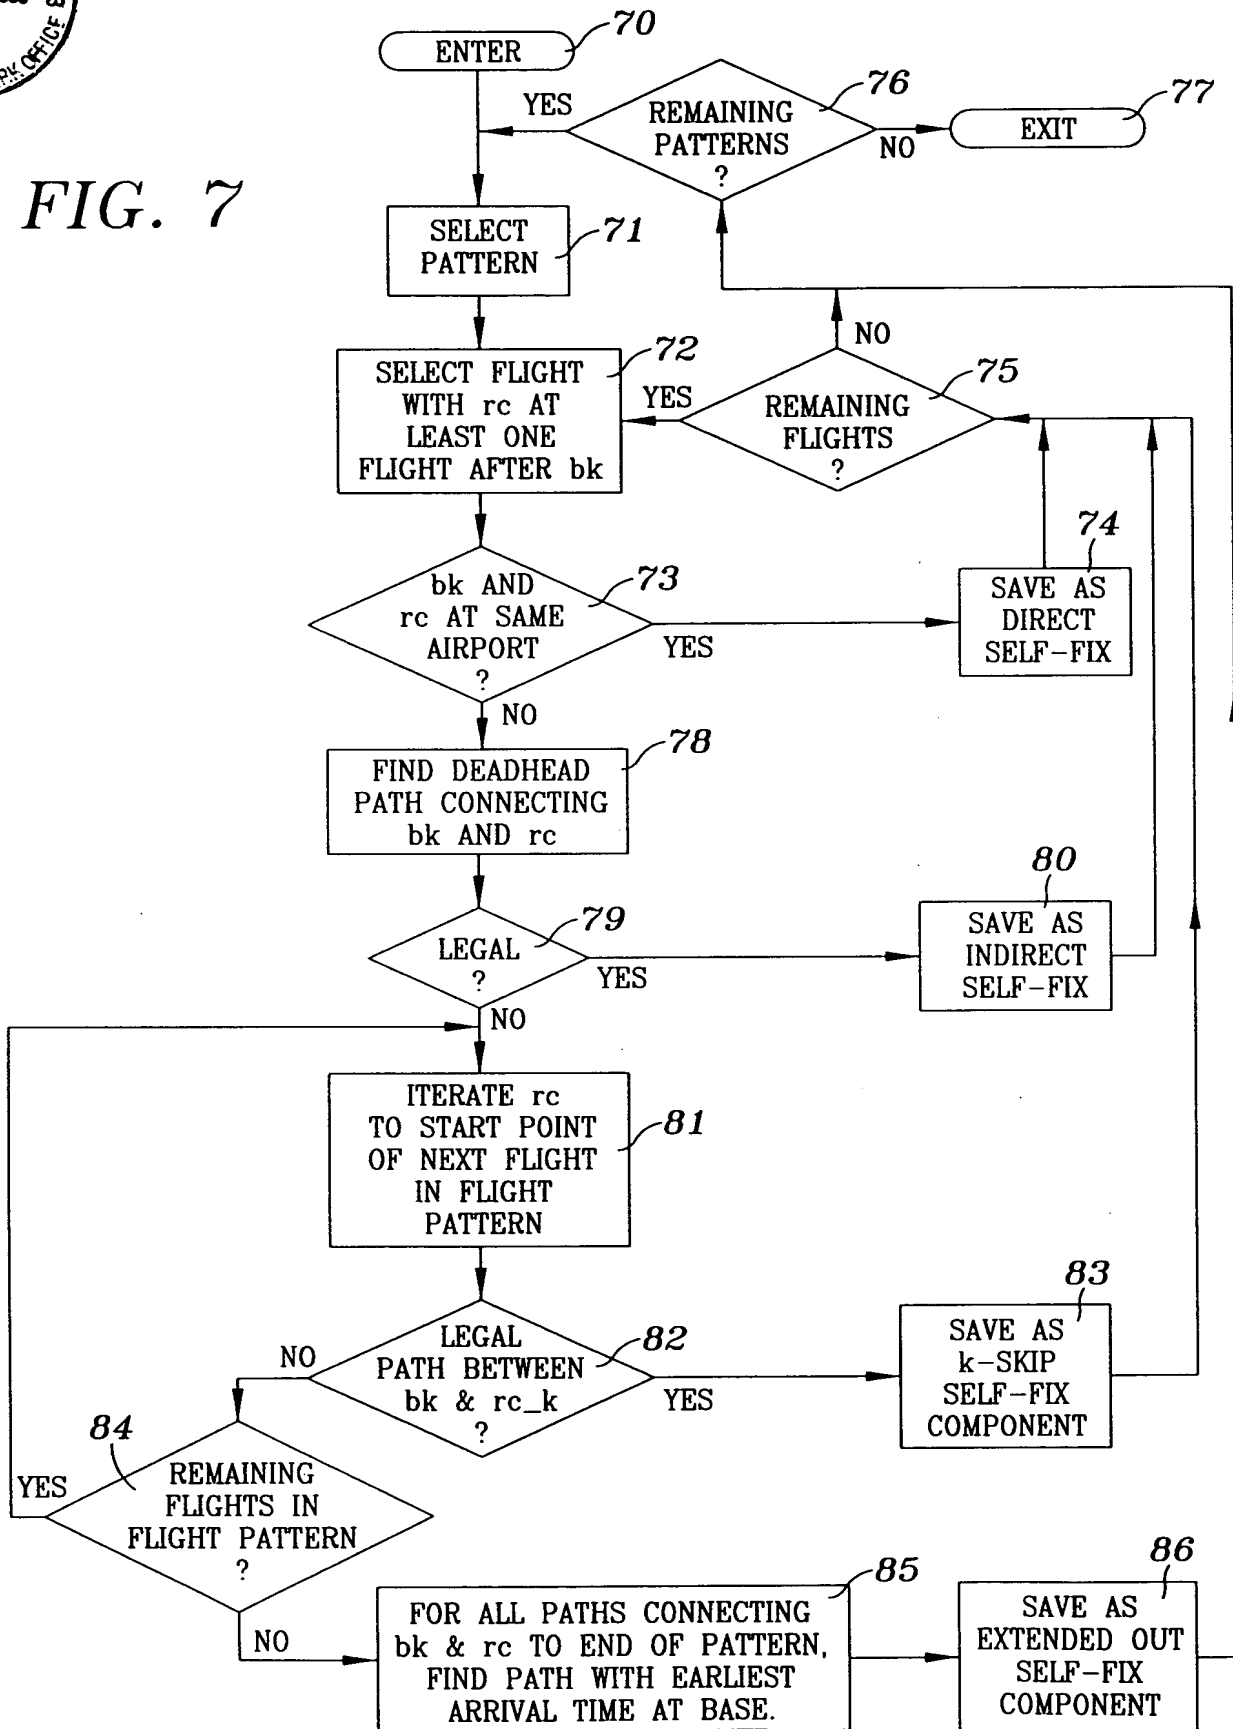 FIG. 7
70
ENTER
76
REMAINING
PATTERNS
?
YES
NO
77
EXIT
71
SELECT
PATTERN
72
SELECT FLIGHT
WITH rc AT
LEAST ONE
FLIGHT AFTER bk
75
REMAINING
FLIGHTS
?
YES
NO
73
bk AND
rc AT SAME
AIRPORT
?
YES
NO
74
SAVE AS
DIRECT
SELF-FIX
78
FIND DEADHEAD
PATH CONNECTING
bk AND rc
79
LEGAL
?
YES
NO
80
SAVE AS
INDIRECT
SELF-FIX
81
ITERATE rc
TO START POINT
OF NEXT FLIGHT
IN FLIGHT
PATTERN
82
LEGAL
PATH BETWEEN
bk & rc_k
?
NO
YES
83
SAVE AS
k-SKIP
SELF-FIX
COMPONENT
84
REMAINING
FLIGHTS IN
FLIGHT PATTERN
?
YES
NO
85
FOR ALL PATHS CONNECTING
bk & rc TO END OF PATTERN,
FIND PATH WITH EARLIEST
ARRIVAL TIME AT BASE.
86
SAVE AS
EXTENDED OUT
SELF-FIX
COMPONENT
OFFICE